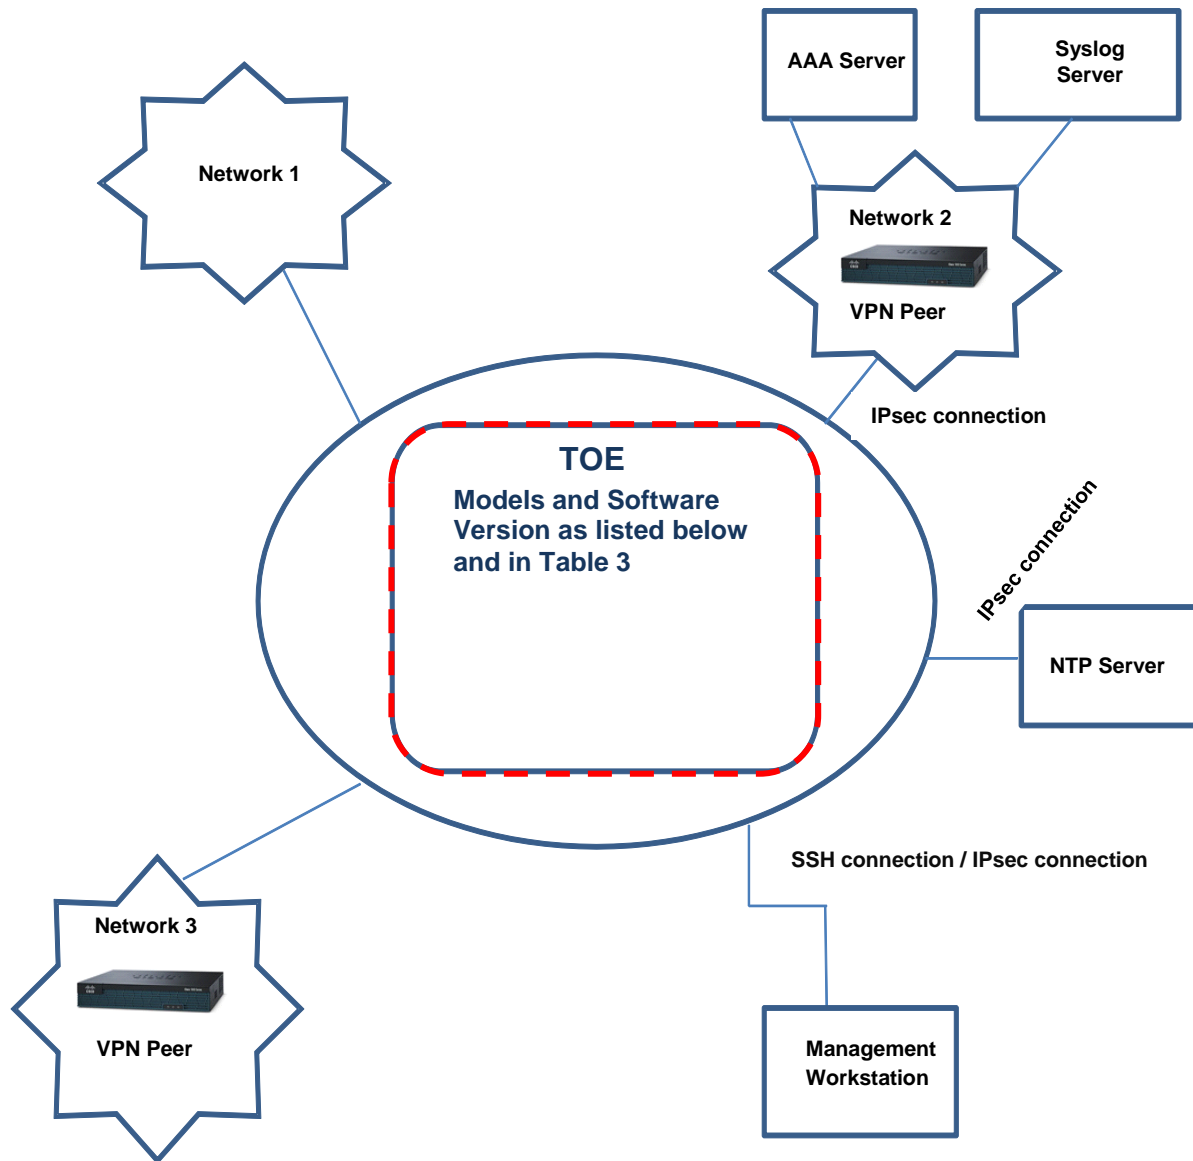 AAA Server
Syslog
Server
Network 1
Network 2
VPN Peer
IPsec connection
TOE
Models and Software
Version as listed below
and in Table 3
IPsec connection
NTP Server
SSH connection / IPsec connection
Network 3
VPN Peer
Management
Workstation